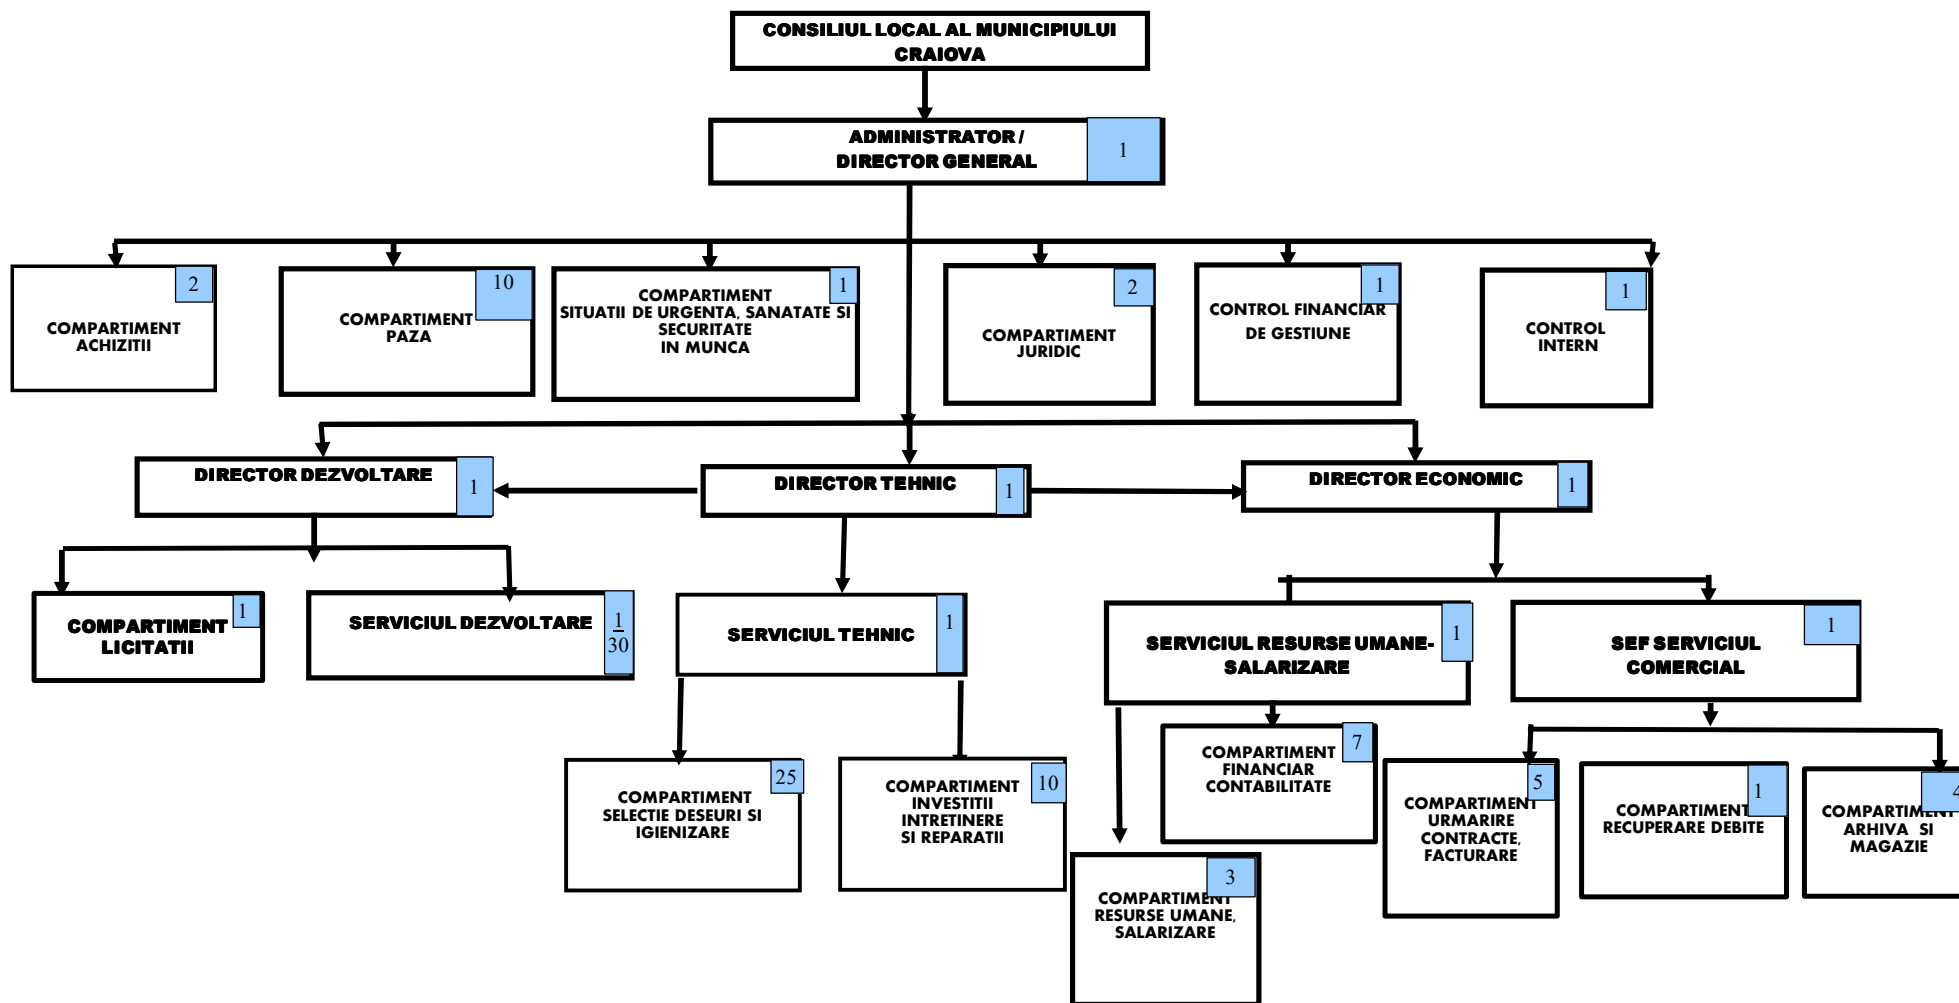 CONSILIUL LOCAL AL MUNICIPIULUI
CRAIOVA
ADMINISTRATOR /
DIRECTOR GENERAL
1
2
COMPARTIMENT
ACHIZITII
10
COMPARTIMENT
PAZA
1
COMPARTIMENT
SITUATII DE URGENTA, SANATATE SI
SECURITATE
IN MUNCA
2
COMPARTIMENT
JURIDIC
1
CONTROL FINANCIAR
DE GESTIUNE
1
CONTROL
INTERN
DIRECTOR DEZVOLTARE
1
DIRECTOR TEHNIC
1
DIRECTOR ECONOMIC
1
1
COMPARTIMENT
LICITATII
SERVICIUL DEZVOLTARE
1
30
SERVICIUL TEHNIC
1
SERVICIUL RESURSE UMANE-
SALARIZARE
1
SEF SERVICIUL
COMERCIAL
1
25
COMPARTIMENT
SELECTIE DESEURI SI
IGIENIZARE
10
COMPARTIMENT
INVESTITII
INTRETINERE
SI REPARATII
7
COMPARTIMENT
FINANCIAR
CONTABILITATE
3
COMPARTIMENT
RESURSE UMANE,
SALARIZARE
5
COMPARTIMENT
URMARIRE
CONTRACTE,
FACTURARE
1
COMPARTIMENT
RECUPERARE DEBITE
4
COMPARTIMENT
ARHIVA SI
MAGAZIE